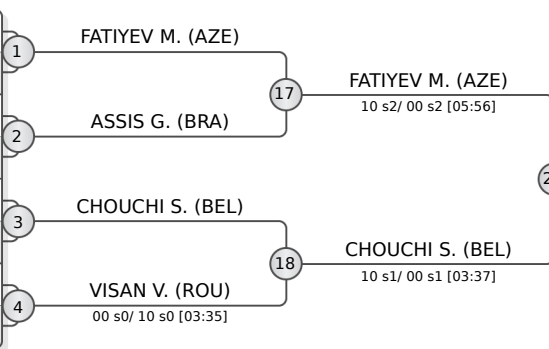 1
FATIYEV M. (AZE)
17
FATIYEV M. (AZE)
10 s2/ 00 s2 [05:56]
2
ASSIS G. (BRA)
3
CHOUCHI S. (BEL)
18
CHOUCHI S. (BEL)
10 s1/ 00 s1 [03:37]
4
VISAN V. (ROU)
00 s0/ 10 s0 [03:35]